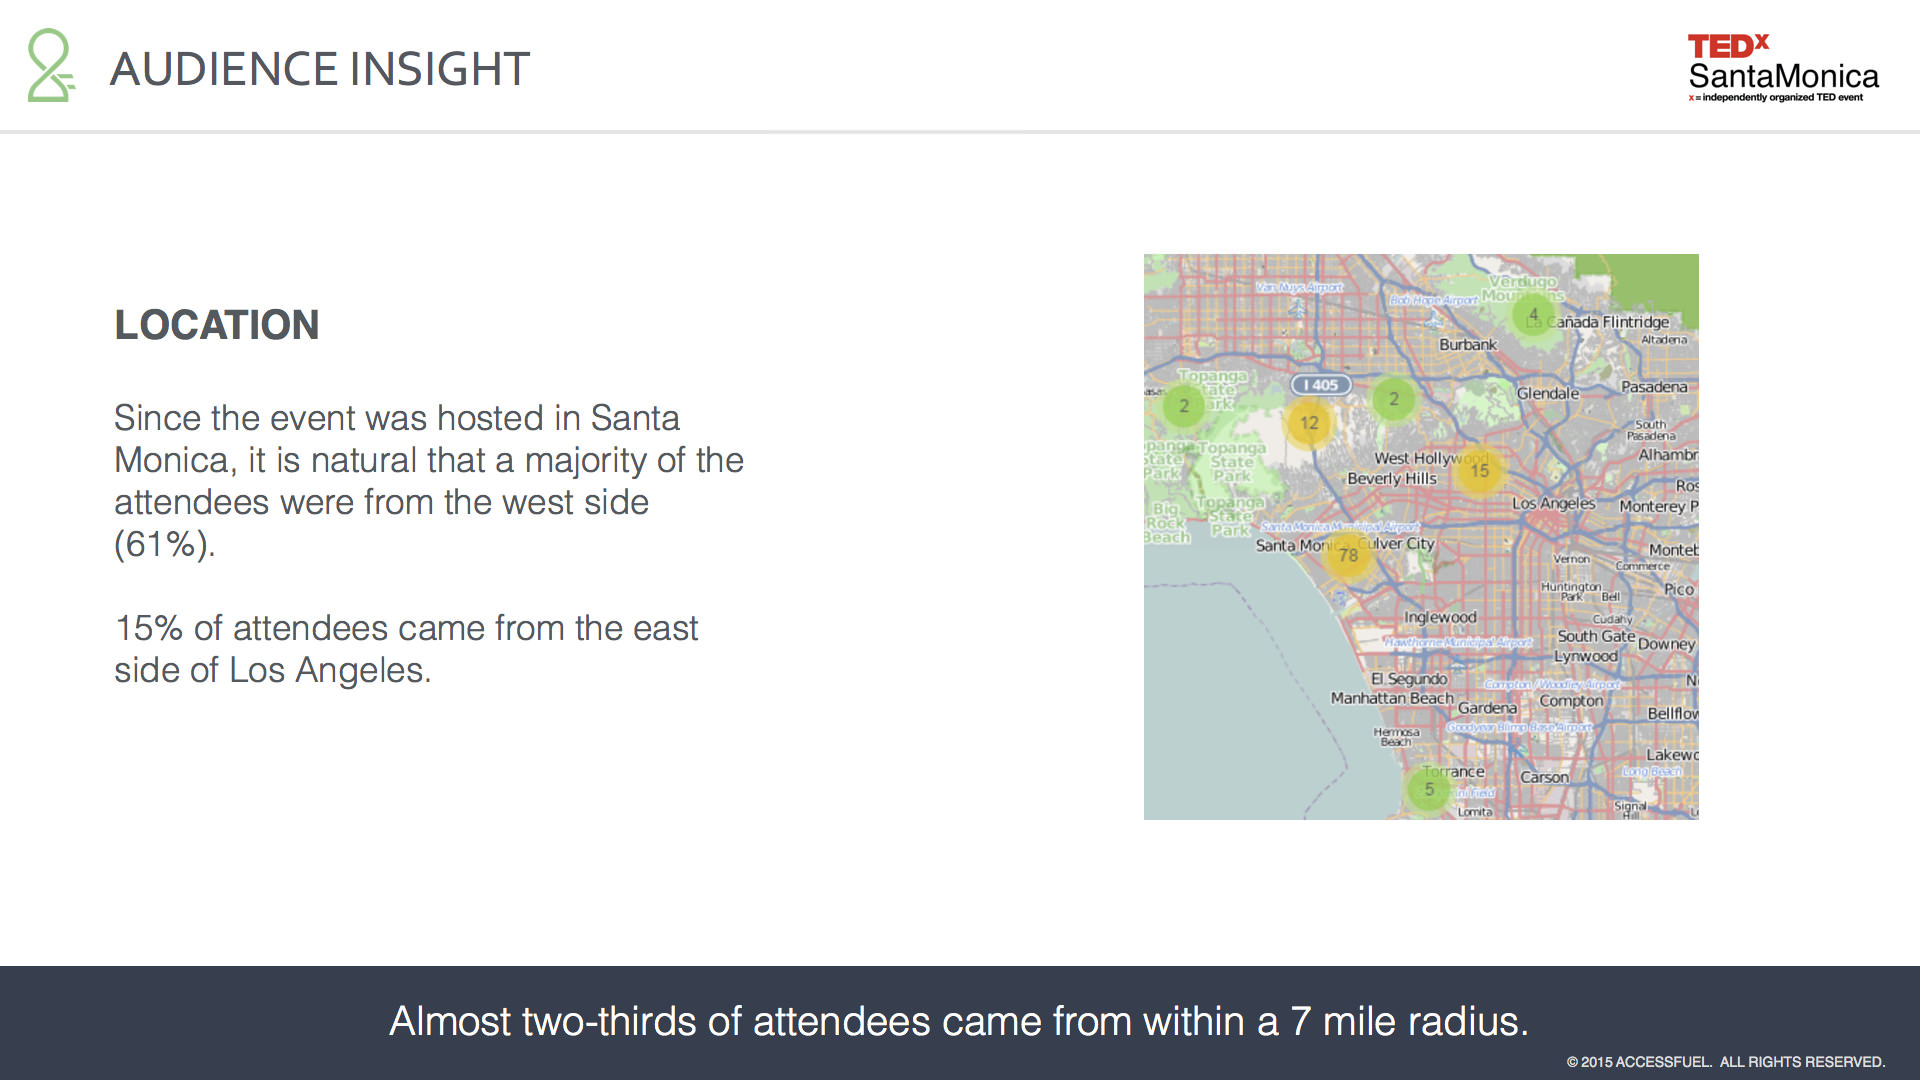 AUDIENCE INSIGHT
TEDx
SantaMonica
x = independently organized TED event
LOCATION
Since the event was hosted in Santa
Monica, it is natural that a majority of the
attendees were from the west side
(61%).
15% of attendees came from the east
side of Los Angeles.
Van Nuys Airport
Bob Hope Airport
Verdugo
Mountains
4
La Cañada Flintridge
Altadena
Burbank
Topanga
State
Park
2
I 405
12
2
Glendale
Pasadena
South
Pasadena
Alhambr
Topanga
State
Park
West Hollywood
15
Beverly Hills
Ros
Los Angeles
Monterey P
Topanga
State
Park
Big
Rock
Beach
Santa Monica Municipal Airport
Santa Monica
78
Culver City
Monteb
Vernon
Commerce
Huntington
Park
Bell
Pico
Inglewood
Cudahy
Hawthorne Municipal Airport
South Gate
Downey
Lynwood
El Segundo
Compton / Woodley Airport
N
Manhattan Beach
Gardena
Compton
Bellflow
Goodyear Blimp Base Airport
Hermosa
Beach
Lakewo
Torrance
Carson
Long Beach
5
ni Field
Lomita
Signal
Hill
Almost two-thirds of attendees came from within a 7 mile radius.
© 2015 ACCESSFUEL. ALL RIGHTS RESERVED.